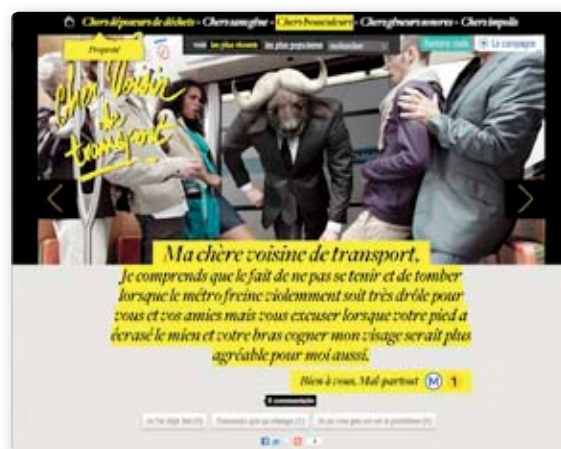 Chers déposeurs de déchets - Chers sans gêne - Chers bousculeurs - Chers gêneurs sonores - Chers impolis
Propreté
voir les plus récents les plus populaires rechercher
La campagne
Cher Voisin
de
transport
Ma chère voisine de transport,
Je comprends que le fait de ne pas se tenir et de tomber
lorsque le métro freine violemment soit très drôle pour
vous et vos amies mais vous excuser lorsque votre pied a
écrasé le mien et votre bras cogner mon visage serait plus
agréable pour moi aussi.
Bien à vous, Mal-partout M 1
commentaire